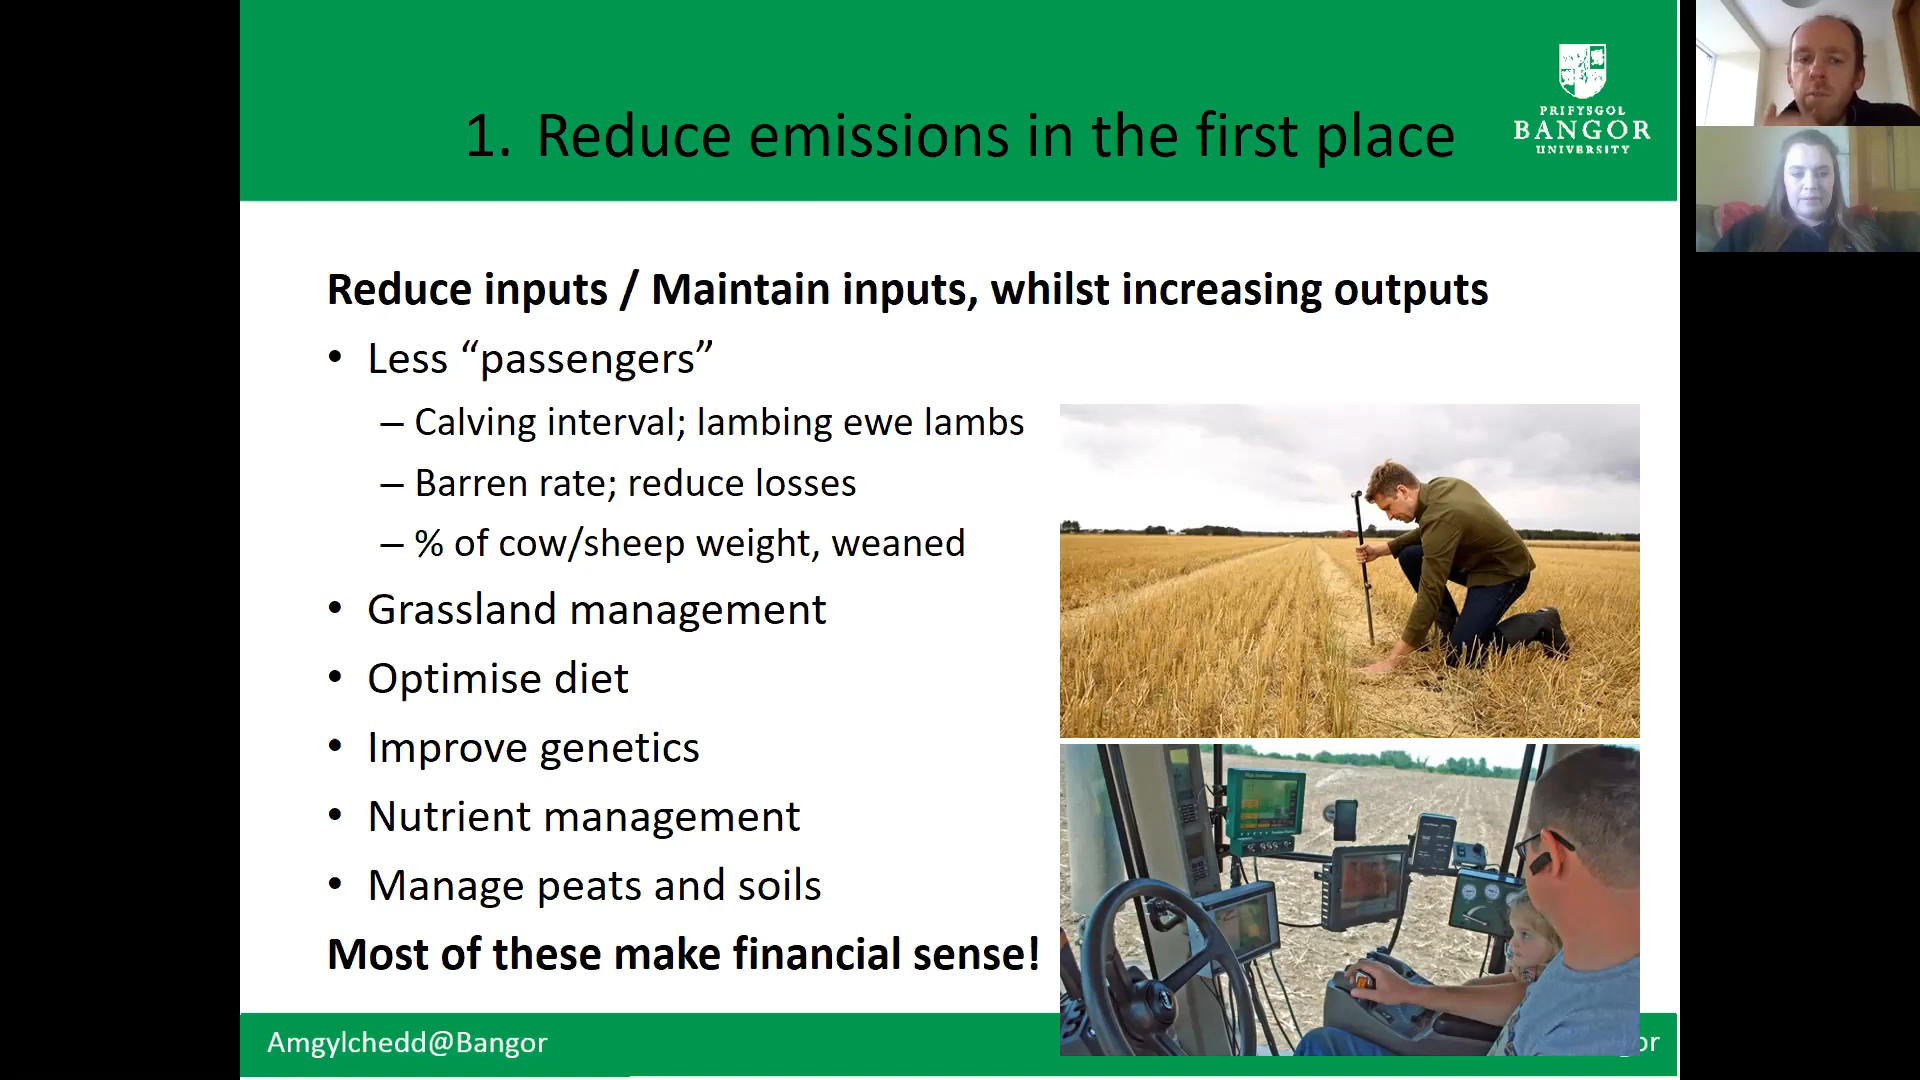 1. Reduce emissions in the first place
PRIFYSGOL
BANGOR
UNIVERSITY
Reduce inputs / Maintain inputs, whilst increasing outputs
• Less “passengers”
– Calving interval; lambing ewe lambs
– Barren rate; reduce losses
– % of cow/sheep weight, weaned
• Grassland management
• Optimise diet
• Improve genetics
• Nutrient management
• Manage peats and soils
Most of these make financial sense!
Amgylchedd@Bangor
or